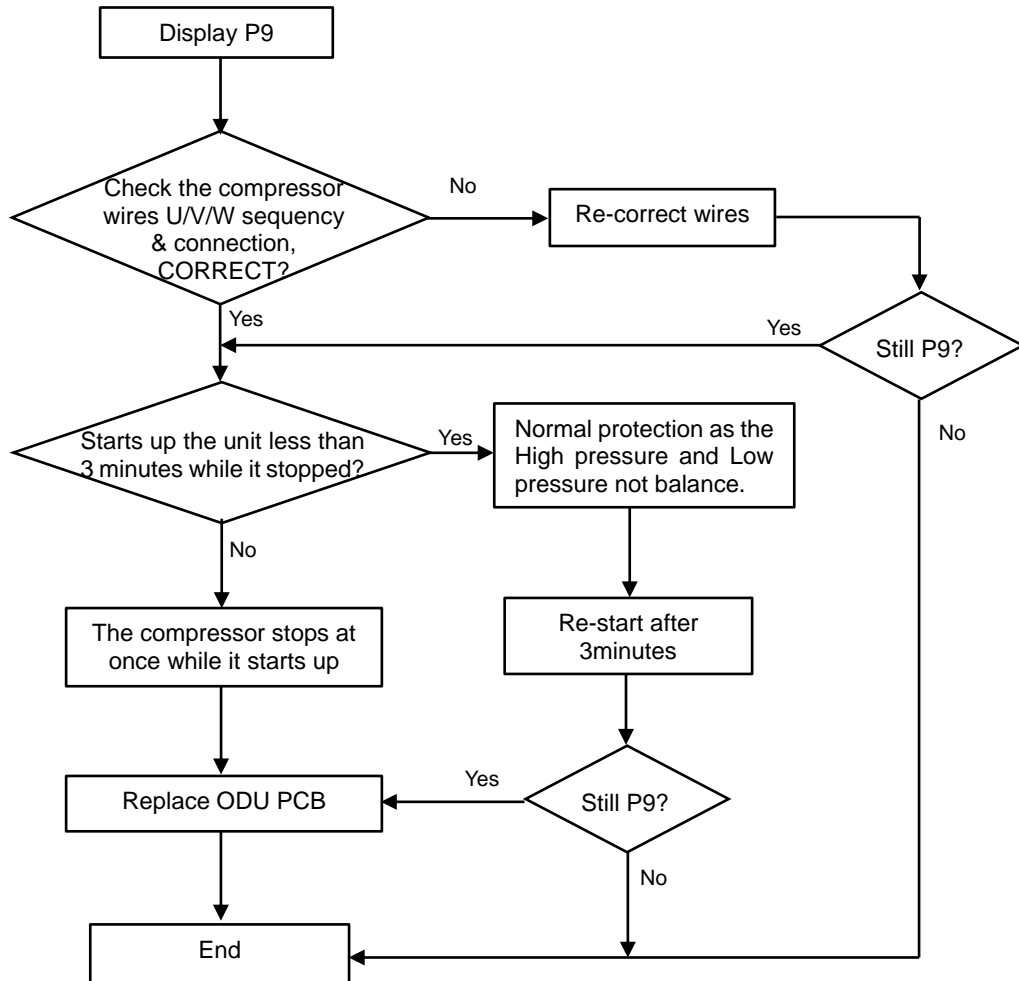 Display P9
Check the compressor
wires U/V/W sequency
& connection,
CORRECT?
No
Re-correct wires
Yes
Yes
Still P9?
No
Starts up the unit less than
3 minutes while it stopped?
Yes
Normal protection as the
High pressure and Low
pressure not balance.
No
The compressor stops at
once while it starts up
Re-start after
3minutes
Replace ODU PCB
Yes
Still P9?
No
End